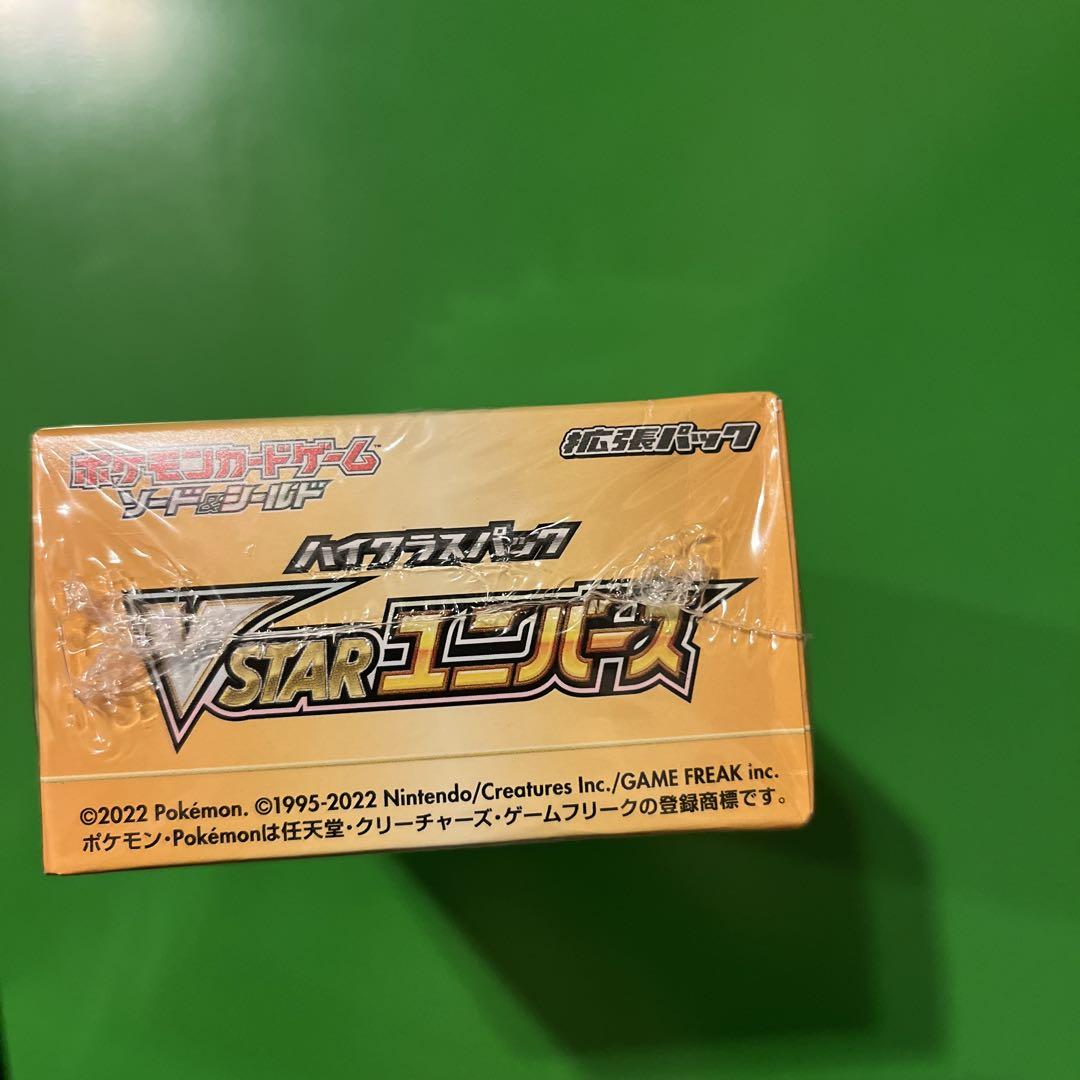 ポケモンカードゲーム™
ソード&シールド
拡張パック
ハイクラスパック
VSTARユニバース
©2022 Pokémon. ©1995-2022 Nintendo/Creatures Inc./GAME FREAK inc.
ポケモン・Pokémonは任天堂・クリーチャーズ・ゲームフリークの登録商標です。